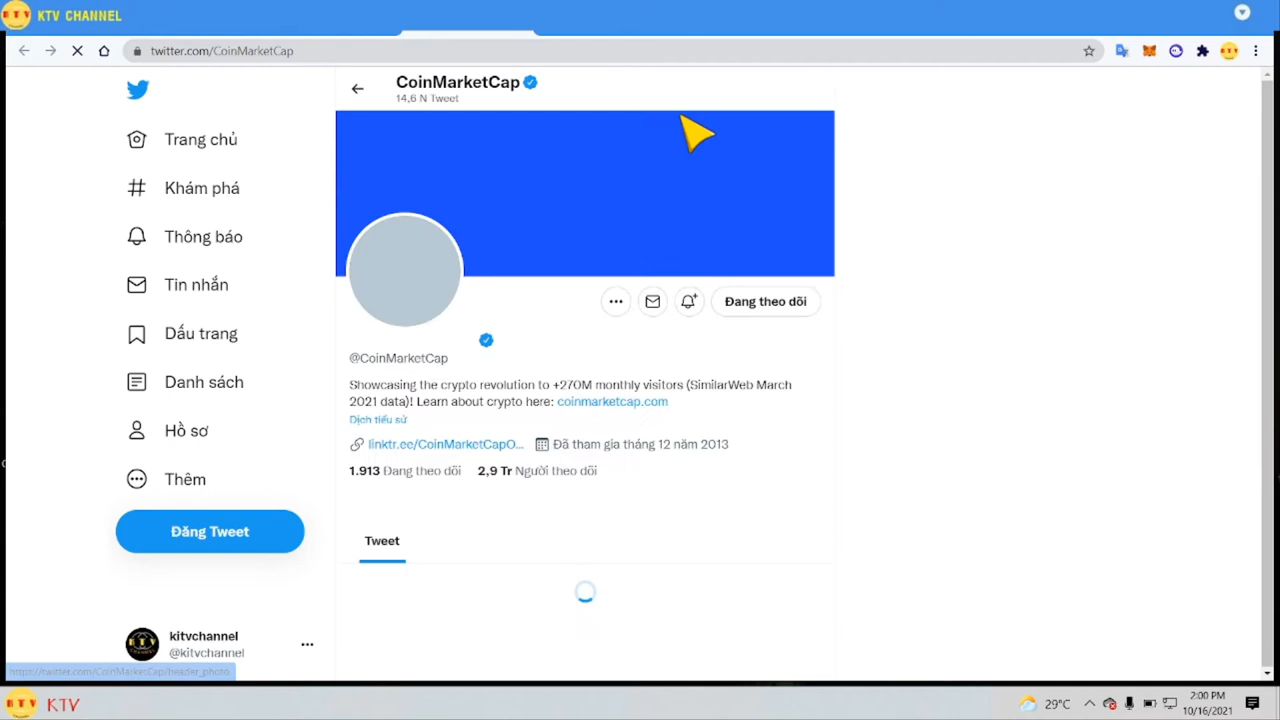 KTV CHANNEL
twitter.com/CoinMarketCap
CoinMarketCap
14,6 N Tweet
Trang chủ
Khám phá
Thông báo
Tin nhắn
Dấu trang
Danh sách
Hồ sơ
Thêm
Đăng Tweet
Đang theo dõi
@CoinMarketCap
Showcasing the crypto revolution to +270M monthly visitors (SimilarWeb March
2021 data)! Learn about crypto here: coinmarketcap.com
Dịch tiểu sử
linktr.ee/CoinMarketCapO... Đã tham gia tháng 12 năm 2013
1.913 Đang theo dõi 2,9 Tr Người theo dõi
Tweet
kitvchannel
@kitvchannel
https://twitter.com/CoinMarketCap/header_photo
KTV
KTV
29°C
2:00 PM
10/16/2021